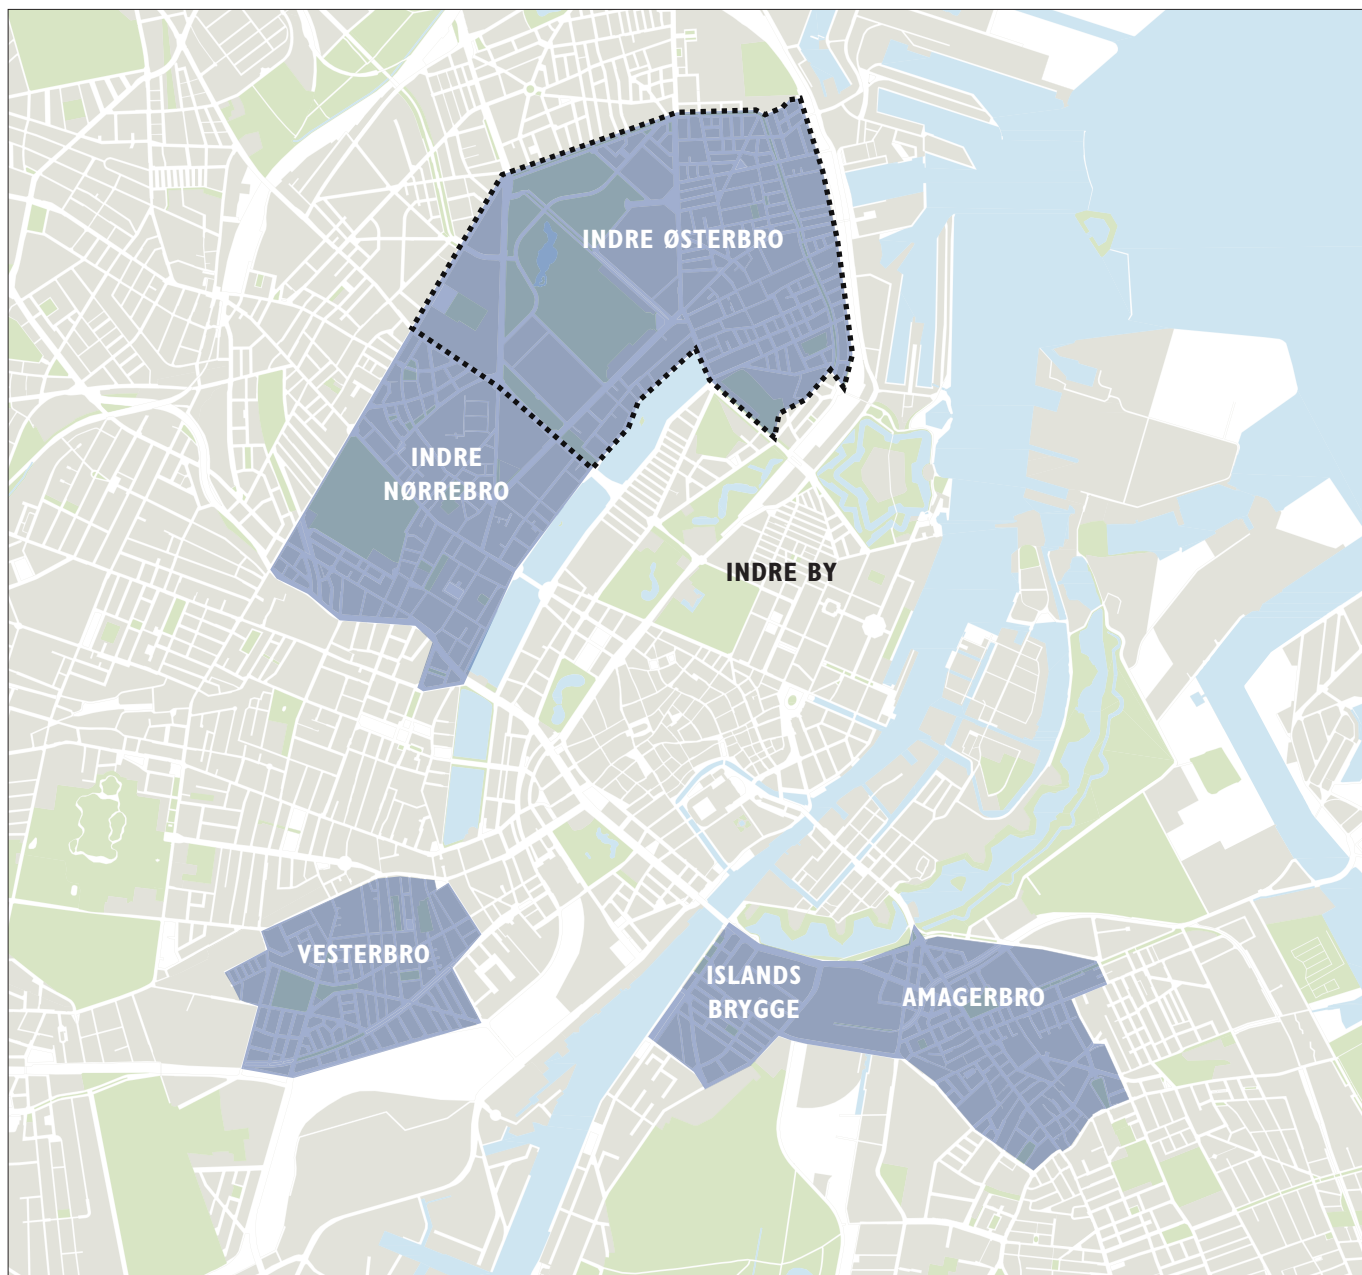 INDRE ØSTERBRO
INDRE
NØRREBRO
INDRE BY
VESTERBRO
ISLANDS
BRYGGE
AMAGERBRO